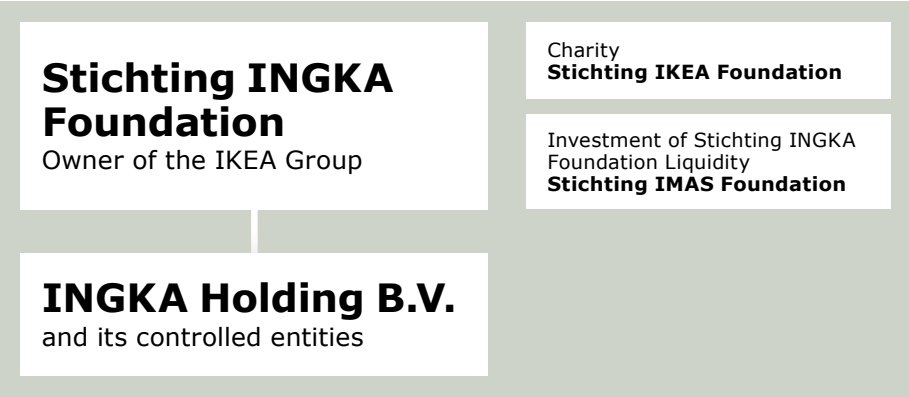 Stichting INGKA
Foundation
Owner of the IKEA Group
INGKA Holding B.V.
and its controlled entities
Charity
Stichting IKEA Foundation
Investment of Stichting INGKA
Foundation Liquidity
Stichting IMAS Foundation